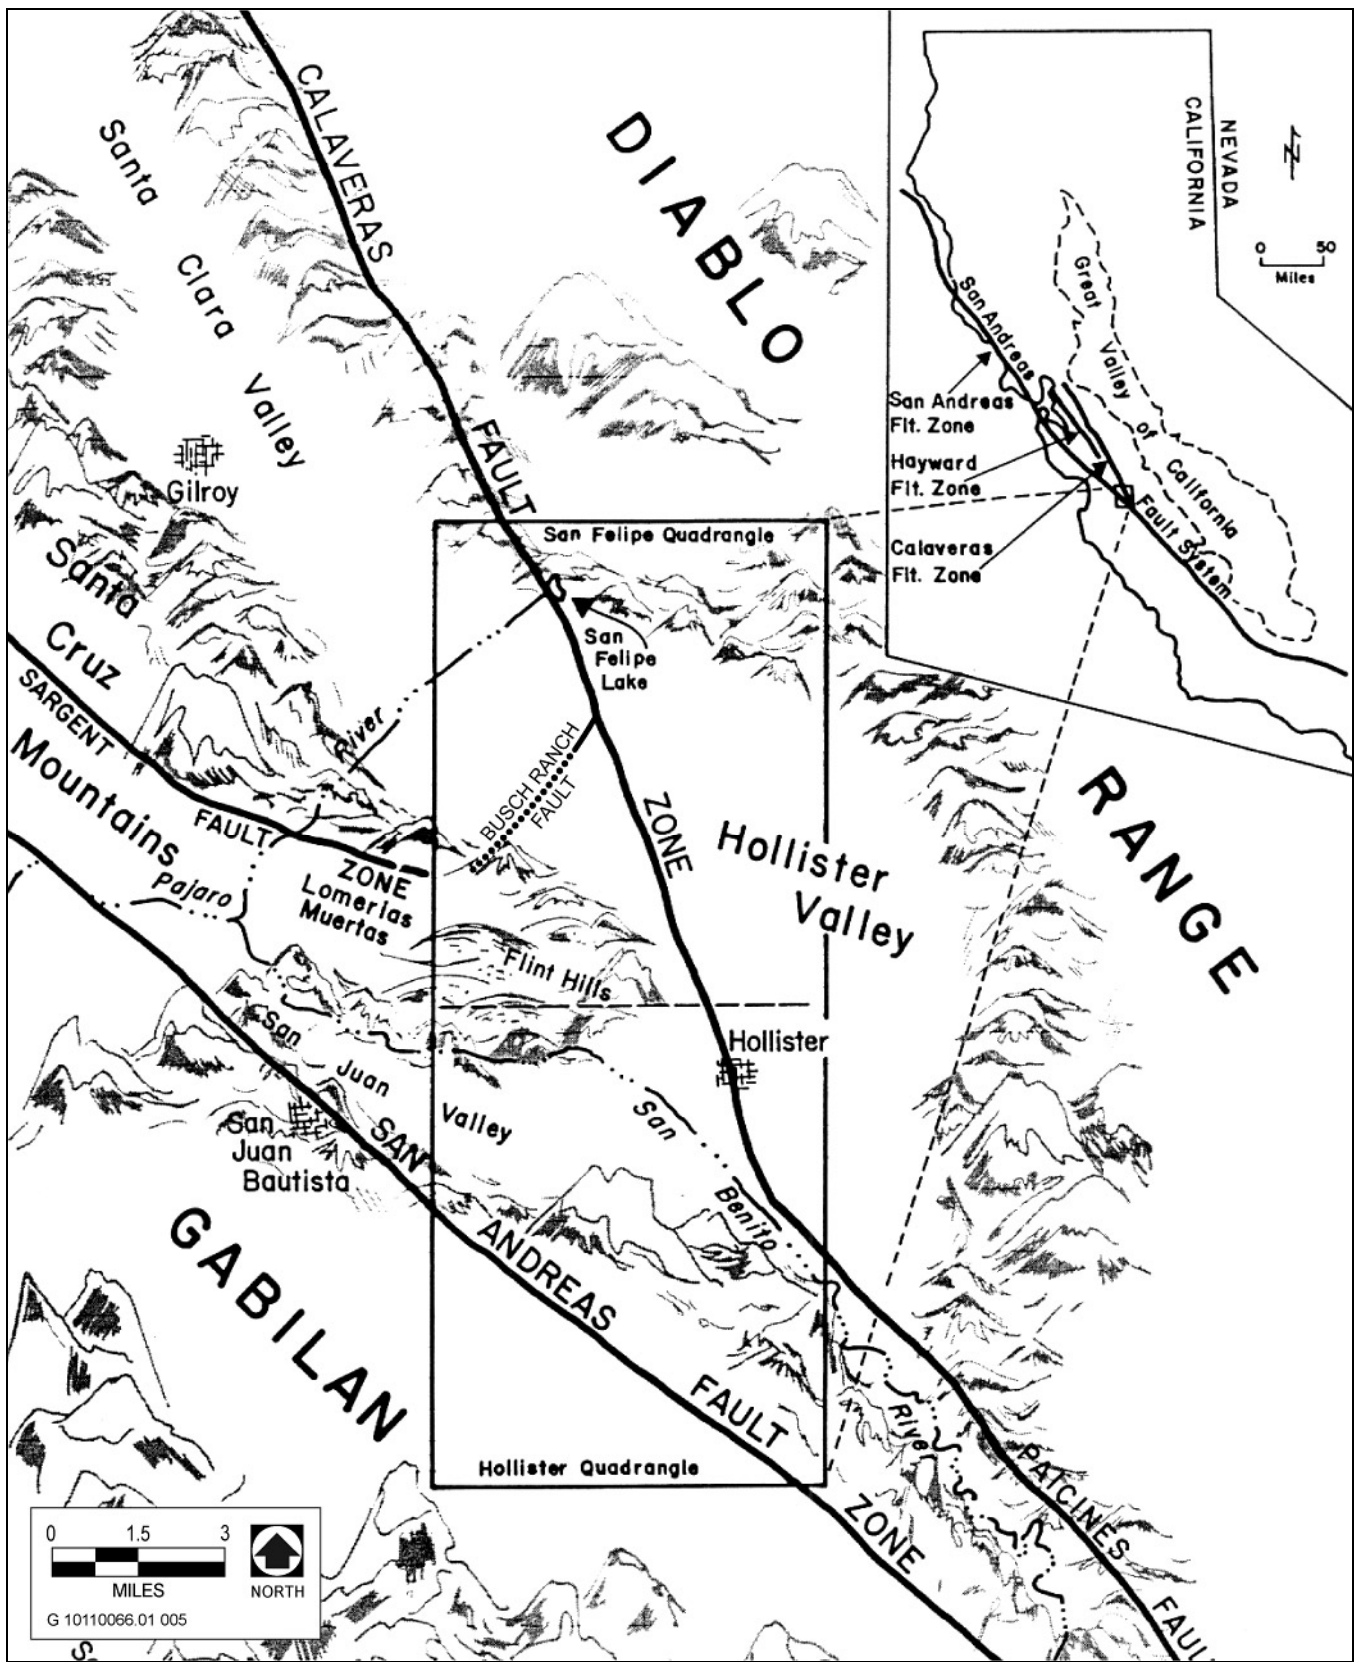 CALAVERAS
FAULT
ZONE
Santa
Clara
Valley
DIABLO
RANGE
NEVADA
CALIFORNIA
N
0 50
Miles
San Andreas
Fault System
Great
Valley
of
California
San Andreas
Flt. Zone
Hayward
Flt. Zone
Calaveras
Flt. Zone
Gilroy
San Felipe Quadrangle
San
Felipe
Lake
Santa
Cruz
Mountains
SARGENT
FAULT
ZONE
River
Pajaro
BUSCH RANCH
FAULT
Lomerias
Muertas
Hollister
Valley
Flint Hills
Hollister
San
Juan
Valley
San
Benito
River
San
Juan
Bautista
SAN
ANDREAS
FAULT
ZONE
GABILAN
Hollister Quadrangle
PAICINES
FAUL
0 1.5 3
MILES
NORTH
G 10110066.01 005